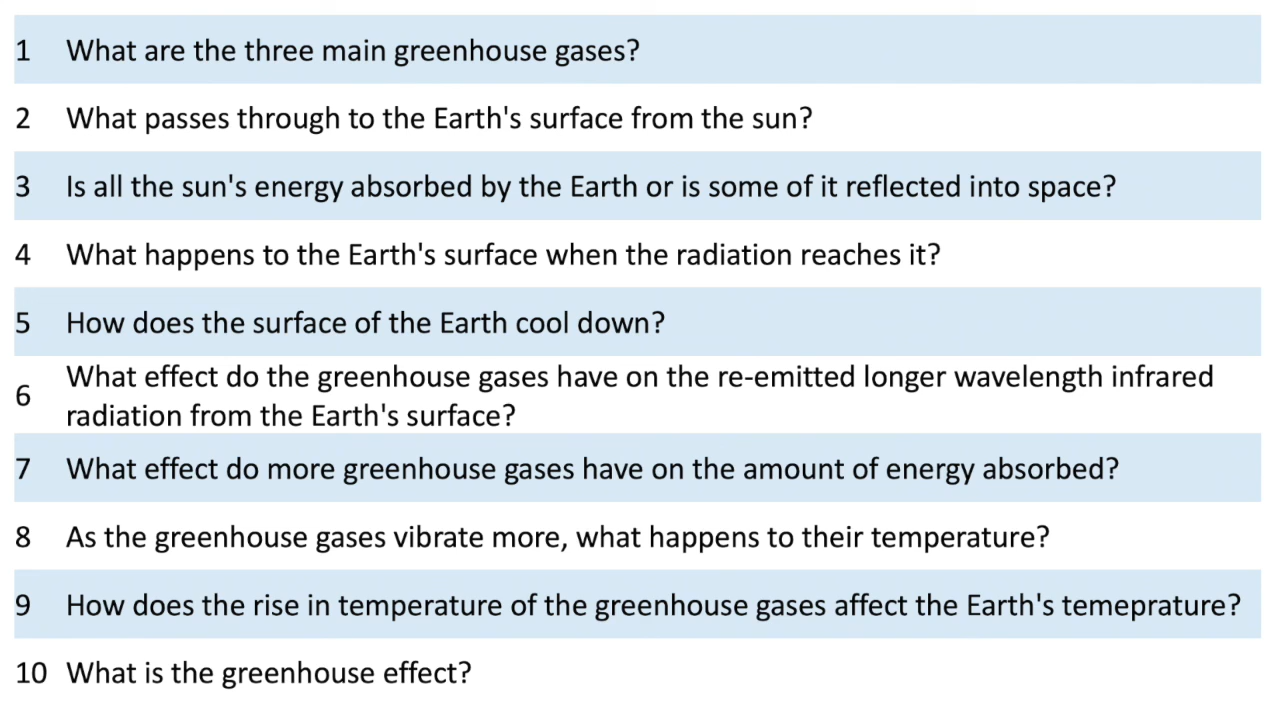 1 What are the three main greenhouse gases?
2 What passes through to the Earth's surface from the sun?
3 Is all the sun's energy absorbed by the Earth or is some of it reflected into space?
4 What happens to the Earth's surface when the radiation reaches it?
5 How does the surface of the Earth cool down?
6 What effect do the greenhouse gases have on the re-emitted longer wavelength infrared
radiation from the Earth's surface?
7 What effect do more greenhouse gases have on the amount of energy absorbed?
8 As the greenhouse gases vibrate more, what happens to their temperature?
9 How does the rise in temperature of the greenhouse gases affect the Earth's temeprature?
10 What is the greenhouse effect?